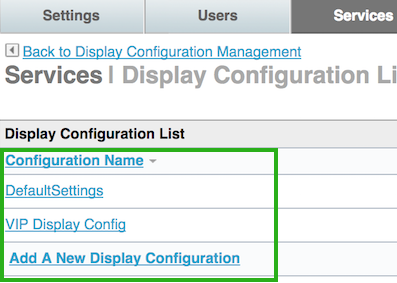 Settings Users Services
Back to Display Configuration Management
Services | Display Configuration Li
Display Configuration List
Configuration Name
DefaultSettings
VIP Display Config
Add A New Display Configuration